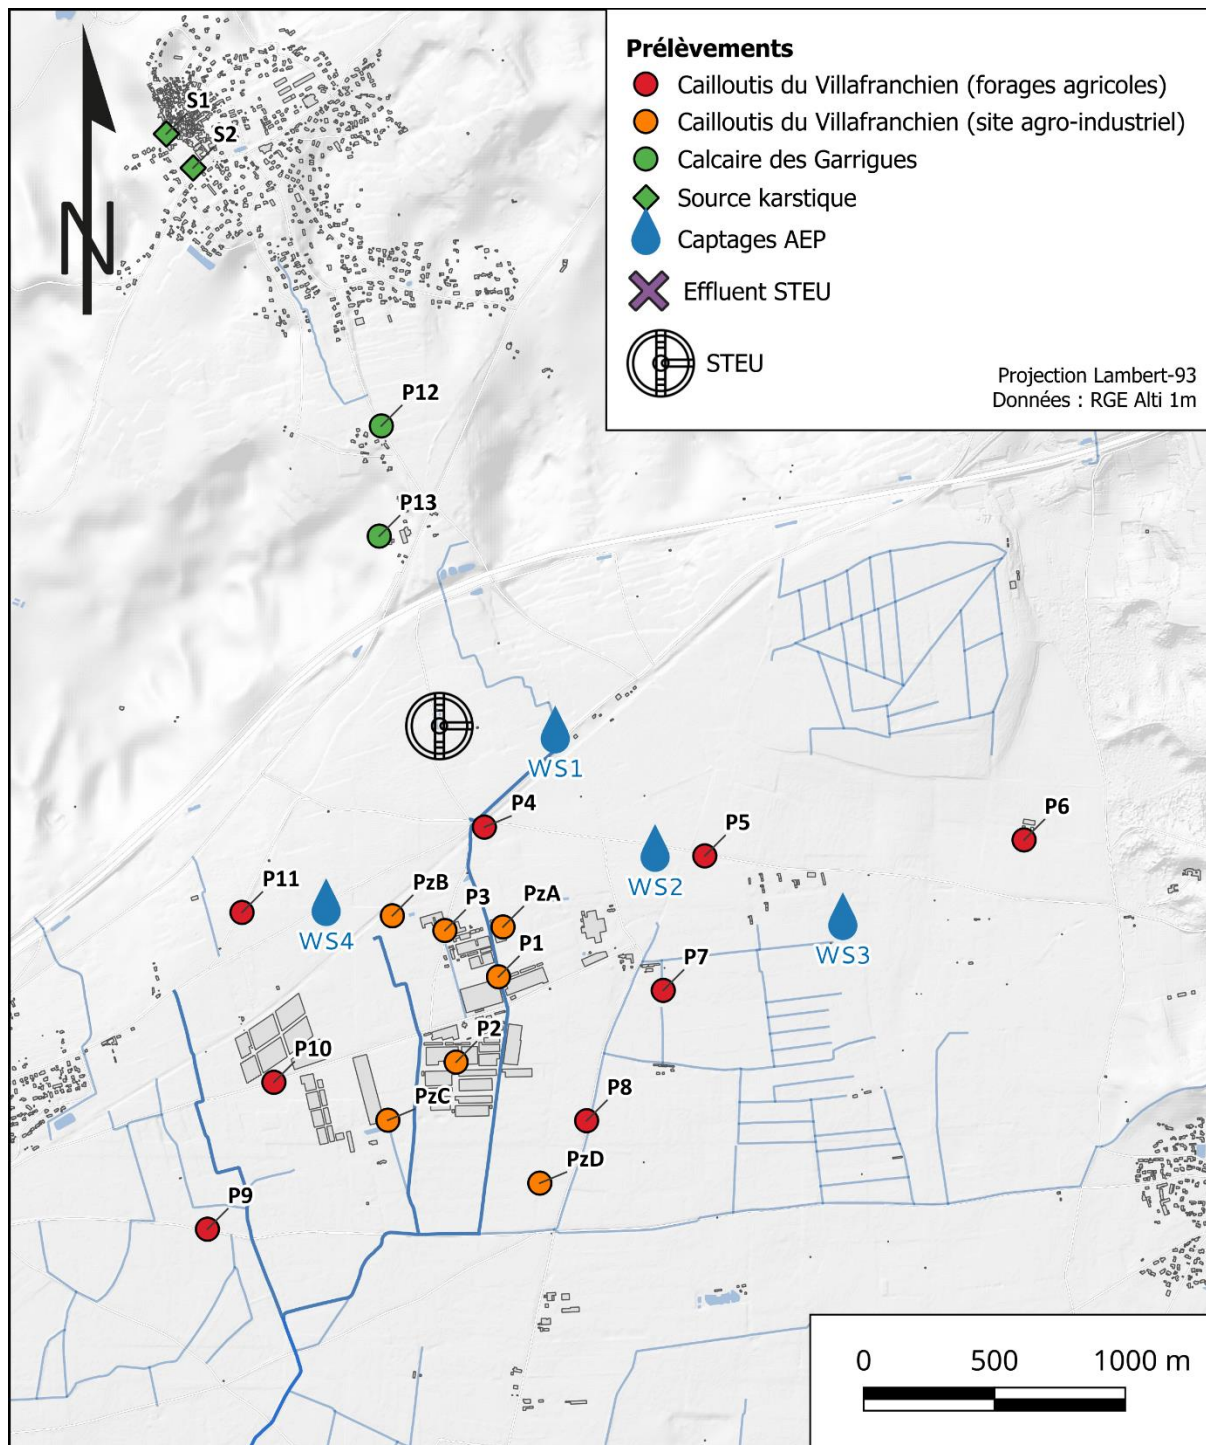 Prélèvements
Cailloutis du Villafranchien (forages agricoles)
Cailloutis du Villafranchien (site agro-industriel)
Calcaire des Garrigues
Source karstique
Captages AEP
Effluent STEU
STEU
Projection Lambert-93
Données : RGE Alti 1m
N
S1
S2
P12
P13
WS1
P4
P5
P6
WS2
P11
WS4
PzB
P3
PzA
WS3
P1
P7
P10
P2
PzC
P8
PzD
P9
0 500 1000 m